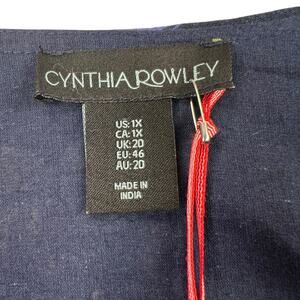 CYNTHIA ROWLEY
US: 1X
CA: 1X
UK: 20
EU: 46
AU: 20
MADE IN
INDIA